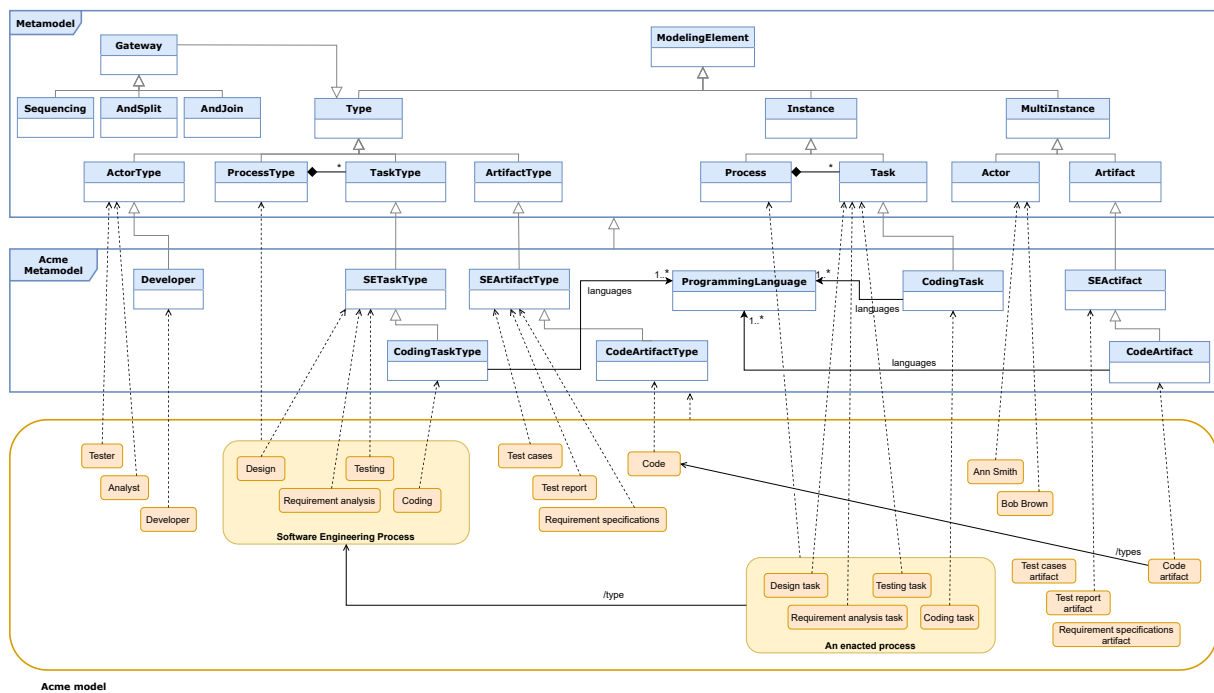 Metamodel
ModelingElement
Gateway
Sequencing
AndSplit
AndJoin
Type
Instance
MultiInstance
ActorType
ProcessType
*
TaskType
ArtifactType
Process
*
Task
Actor
Artifact
Acme
Metamodel
Developer
SETaskType
SEArtifactType
1..*
languages
ProgrammingLanguage
1..*
languages
CodingTask
SEActifact
1..*
CodingTaskType
CodeArtifactType
languages
CodeArtifact
Tester
Analyst
Developer
Design
Testing
Requirement analysis
Coding
Software Engineering Process
Test cases
Test report
Requirement specifications
Code
Ann Smith
Bob Brown
/types
/type
Design task
Testing task
Requirement analysis task
Coding task
An enacted process
Test cases
artifact
Code
artifact
Test report
artifact
Requirement specifications
artifact
Acme model